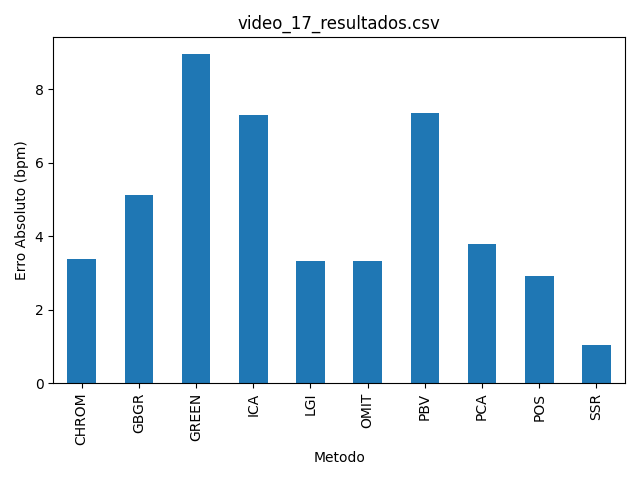 video_17_resultados.csv
Erro Absoluto (bpm)
8
6
4
2
0
CHROM
GBGR
GREEN
ICA
LGI
OMIT
PBV
PCA
POS
SSR
Metodo